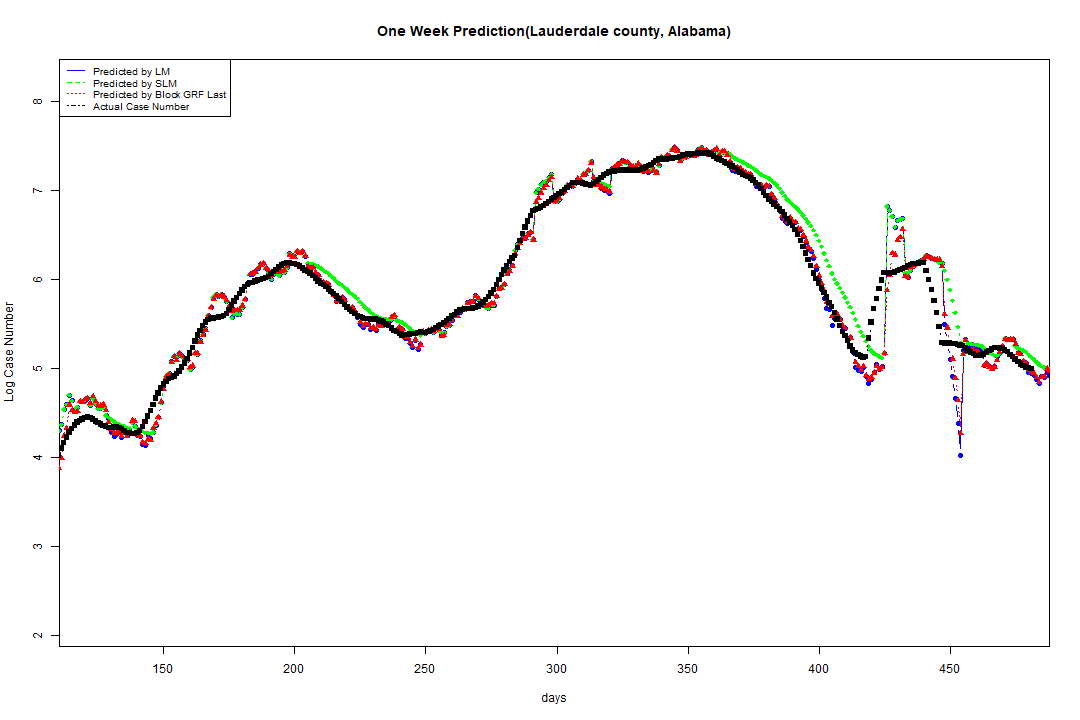 One Week Prediction(Lauderdale county, Alabama)
Predicted by LM
Predicted by SLM
Predicted by Block GRF Last
Actual Case Number
8
7
6
5
4
3
2
Log Case Number
150 200 250 300 350 400 450
days